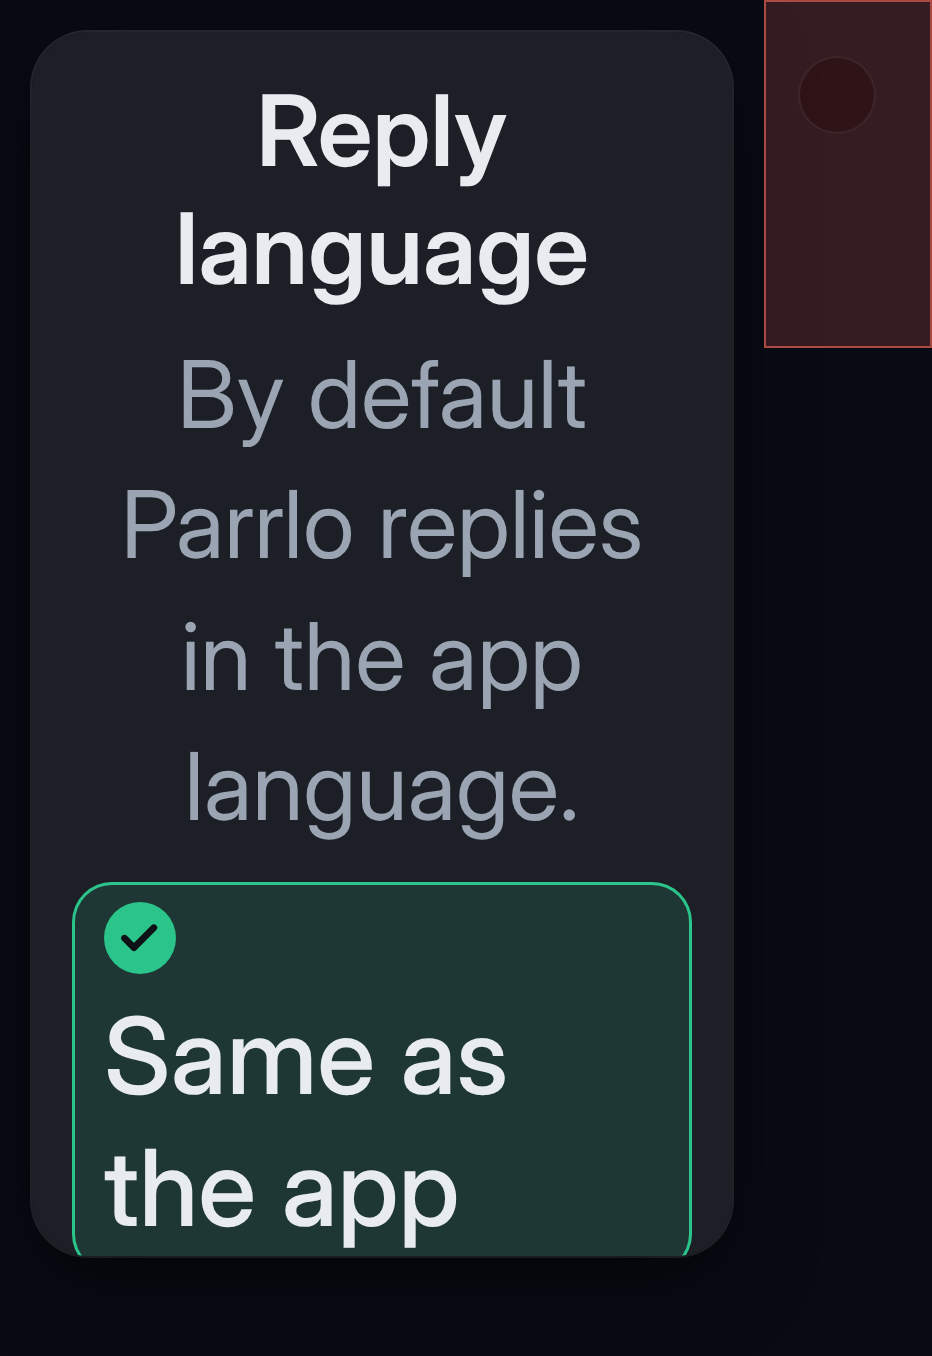 Reply
language
By default
Parrlo replies
in the app
language.
Same as
the app